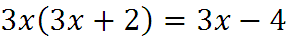 3x(3x + 2) = 3x − 4